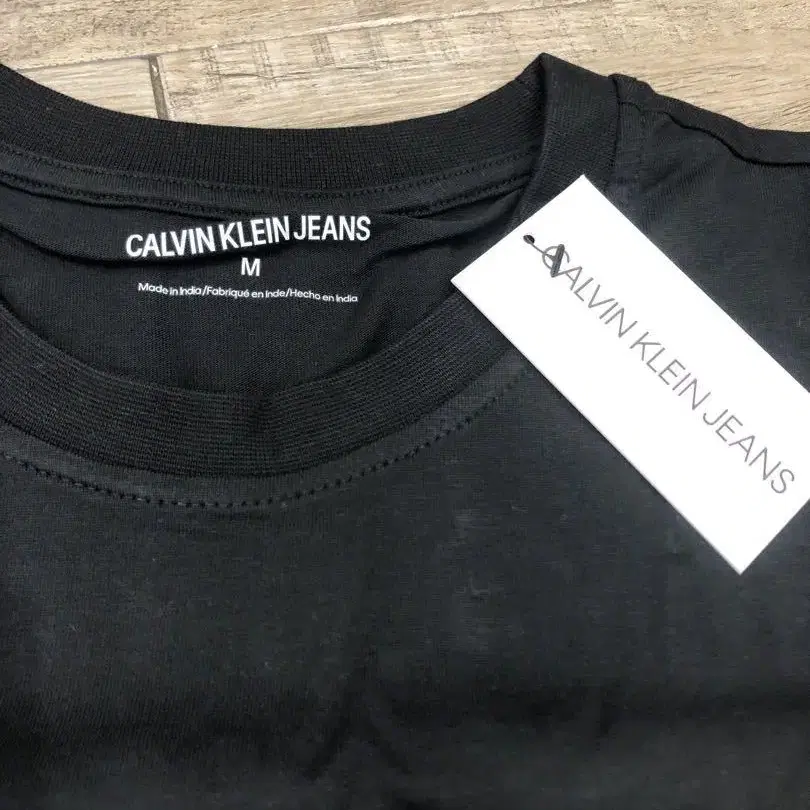 CALVIN KLEIN JEANS
M
Made in India/Fabriqué en Inde/Hecho en India
CALVIN KLEIN JEANS